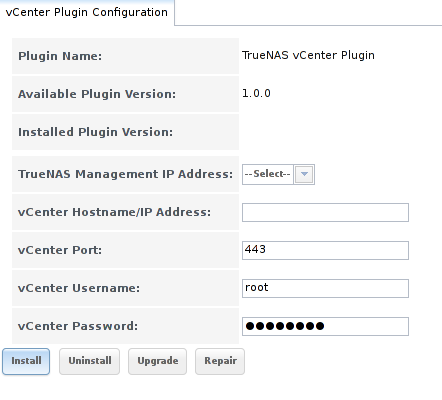 vCenter Plugin Configuration
Plugin Name: TrueNAS vCenter Plugin
Available Plugin Version: 1.0.0
Installed Plugin Version:
TrueNAS Management IP Address: --Select--
vCenter Hostname/IP Address:
vCenter Port: 443
vCenter Username: root
vCenter Password: ●●●●●●●●
Install Uninstall Upgrade Repair